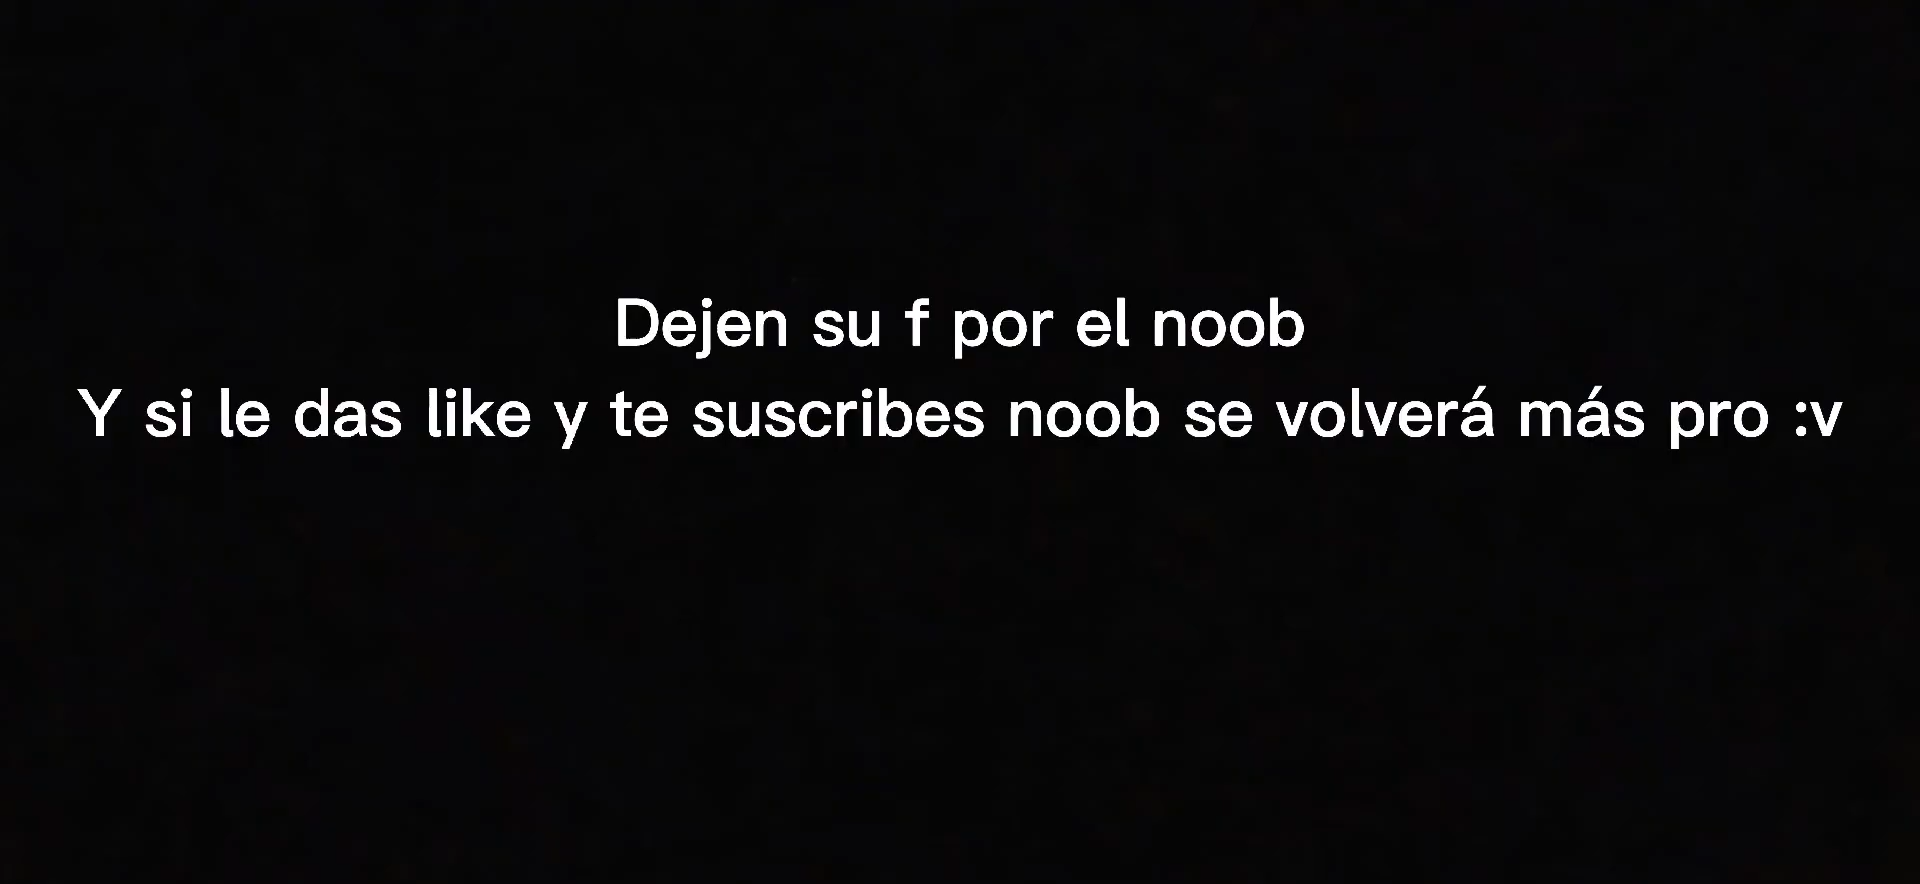 Dejen su f por el noob
Y si le das like y te suscribes noob se volverá más pro :v